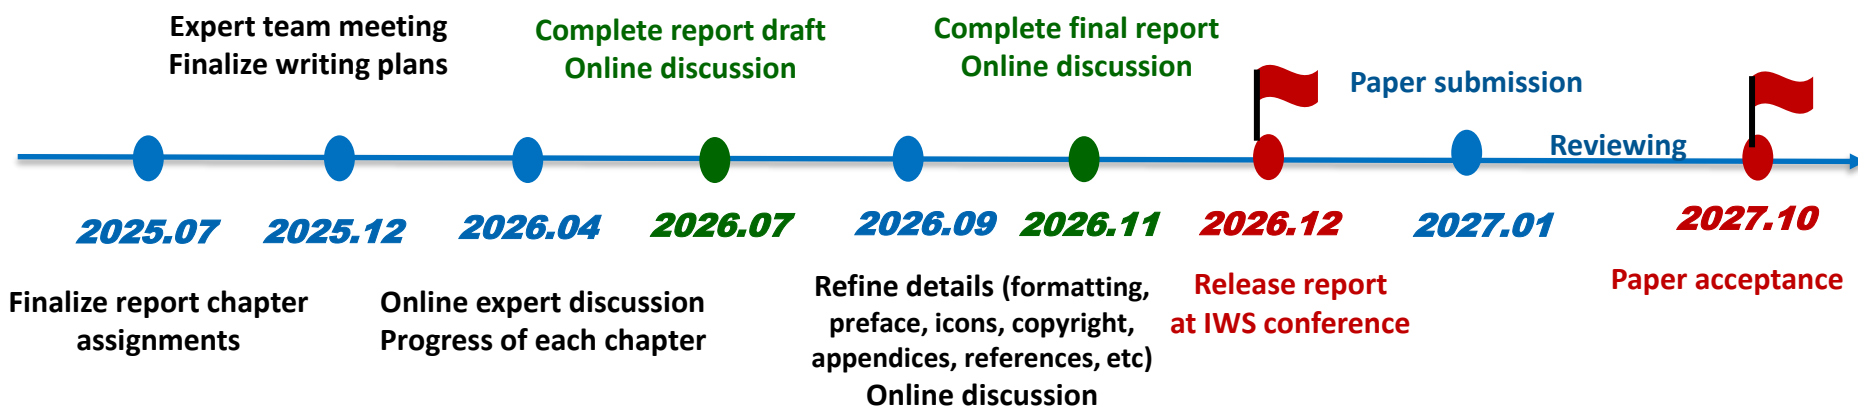 Expert team meeting
Finalize writing plans
Complete report draft
Online discussion
Complete final report
Online discussion
Paper submission
Reviewing
2025.07
2025.12
2026.04
2026.07
2026.09
2026.11
2026.12
2027.01
2027.10
Finalize report chapter
assignments
Online expert discussion
Progress of each chapter
Refine details (formatting,
preface, icons, copyright,
appendices, references, etc)
Online discussion
Release report
at IWS conference
Paper acceptance